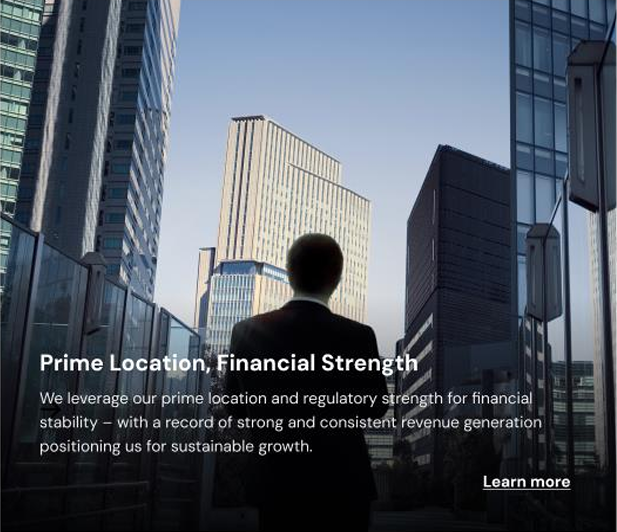 Prime Location, Financial Strength
We leverage our prime location and regulatory strength for financial
stability – with a record of strong and consistent revenue generation
positioning us for sustainable growth.
Learn more